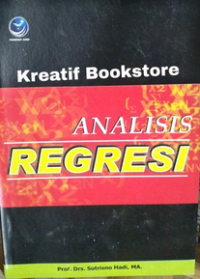 Kreatif Bookstore
ANALISIS
REGRESI
Prof. Drs. Sutrisno Hadi, MA.